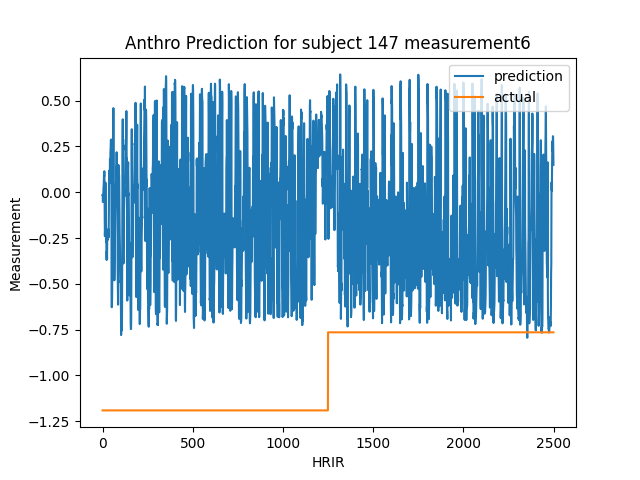 Anthro Prediction for subject 147 measurement6
prediction
actual
Measurement
0.50
0.25
0.00
−0.25
−0.50
−0.75
−1.00
−1.25
0
500
1000
1500
2000
2500
HRIR